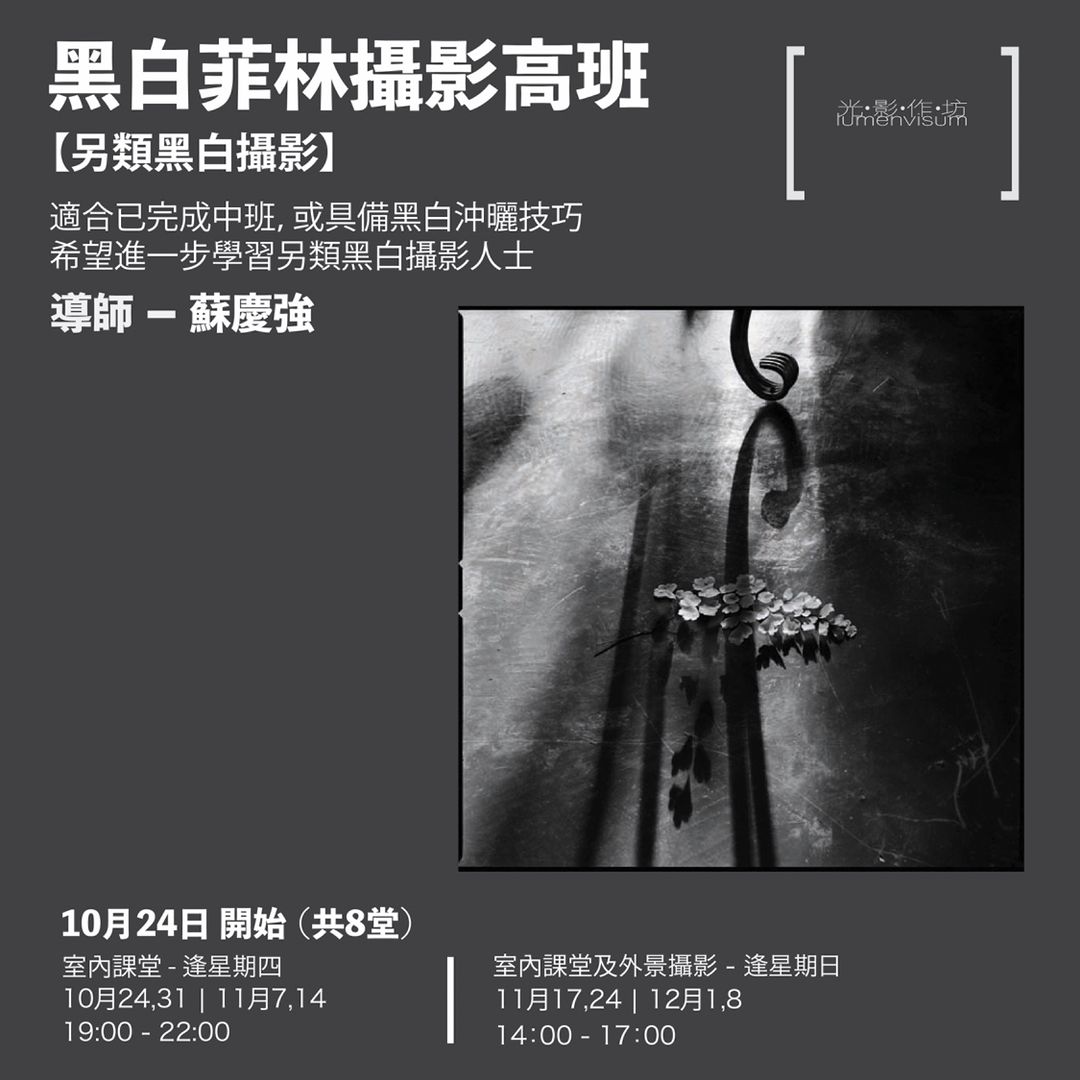 黑白菲林攝影高班
【另類黑白攝影】
光•影•作•坊
lumenvisum
適合已完成中班, 或具備黑白沖曬技巧
希望進一步學習另類黑白攝影人士
導師 – 蘇慶強
10月24日 開始（共8堂）
室內課堂 - 逢星期四
10月24,31 | 11月7,14
19:00 - 22:00
室內課堂及外景攝影 - 逢星期日
11月17,24 | 12月1,8
14:00 - 17:00